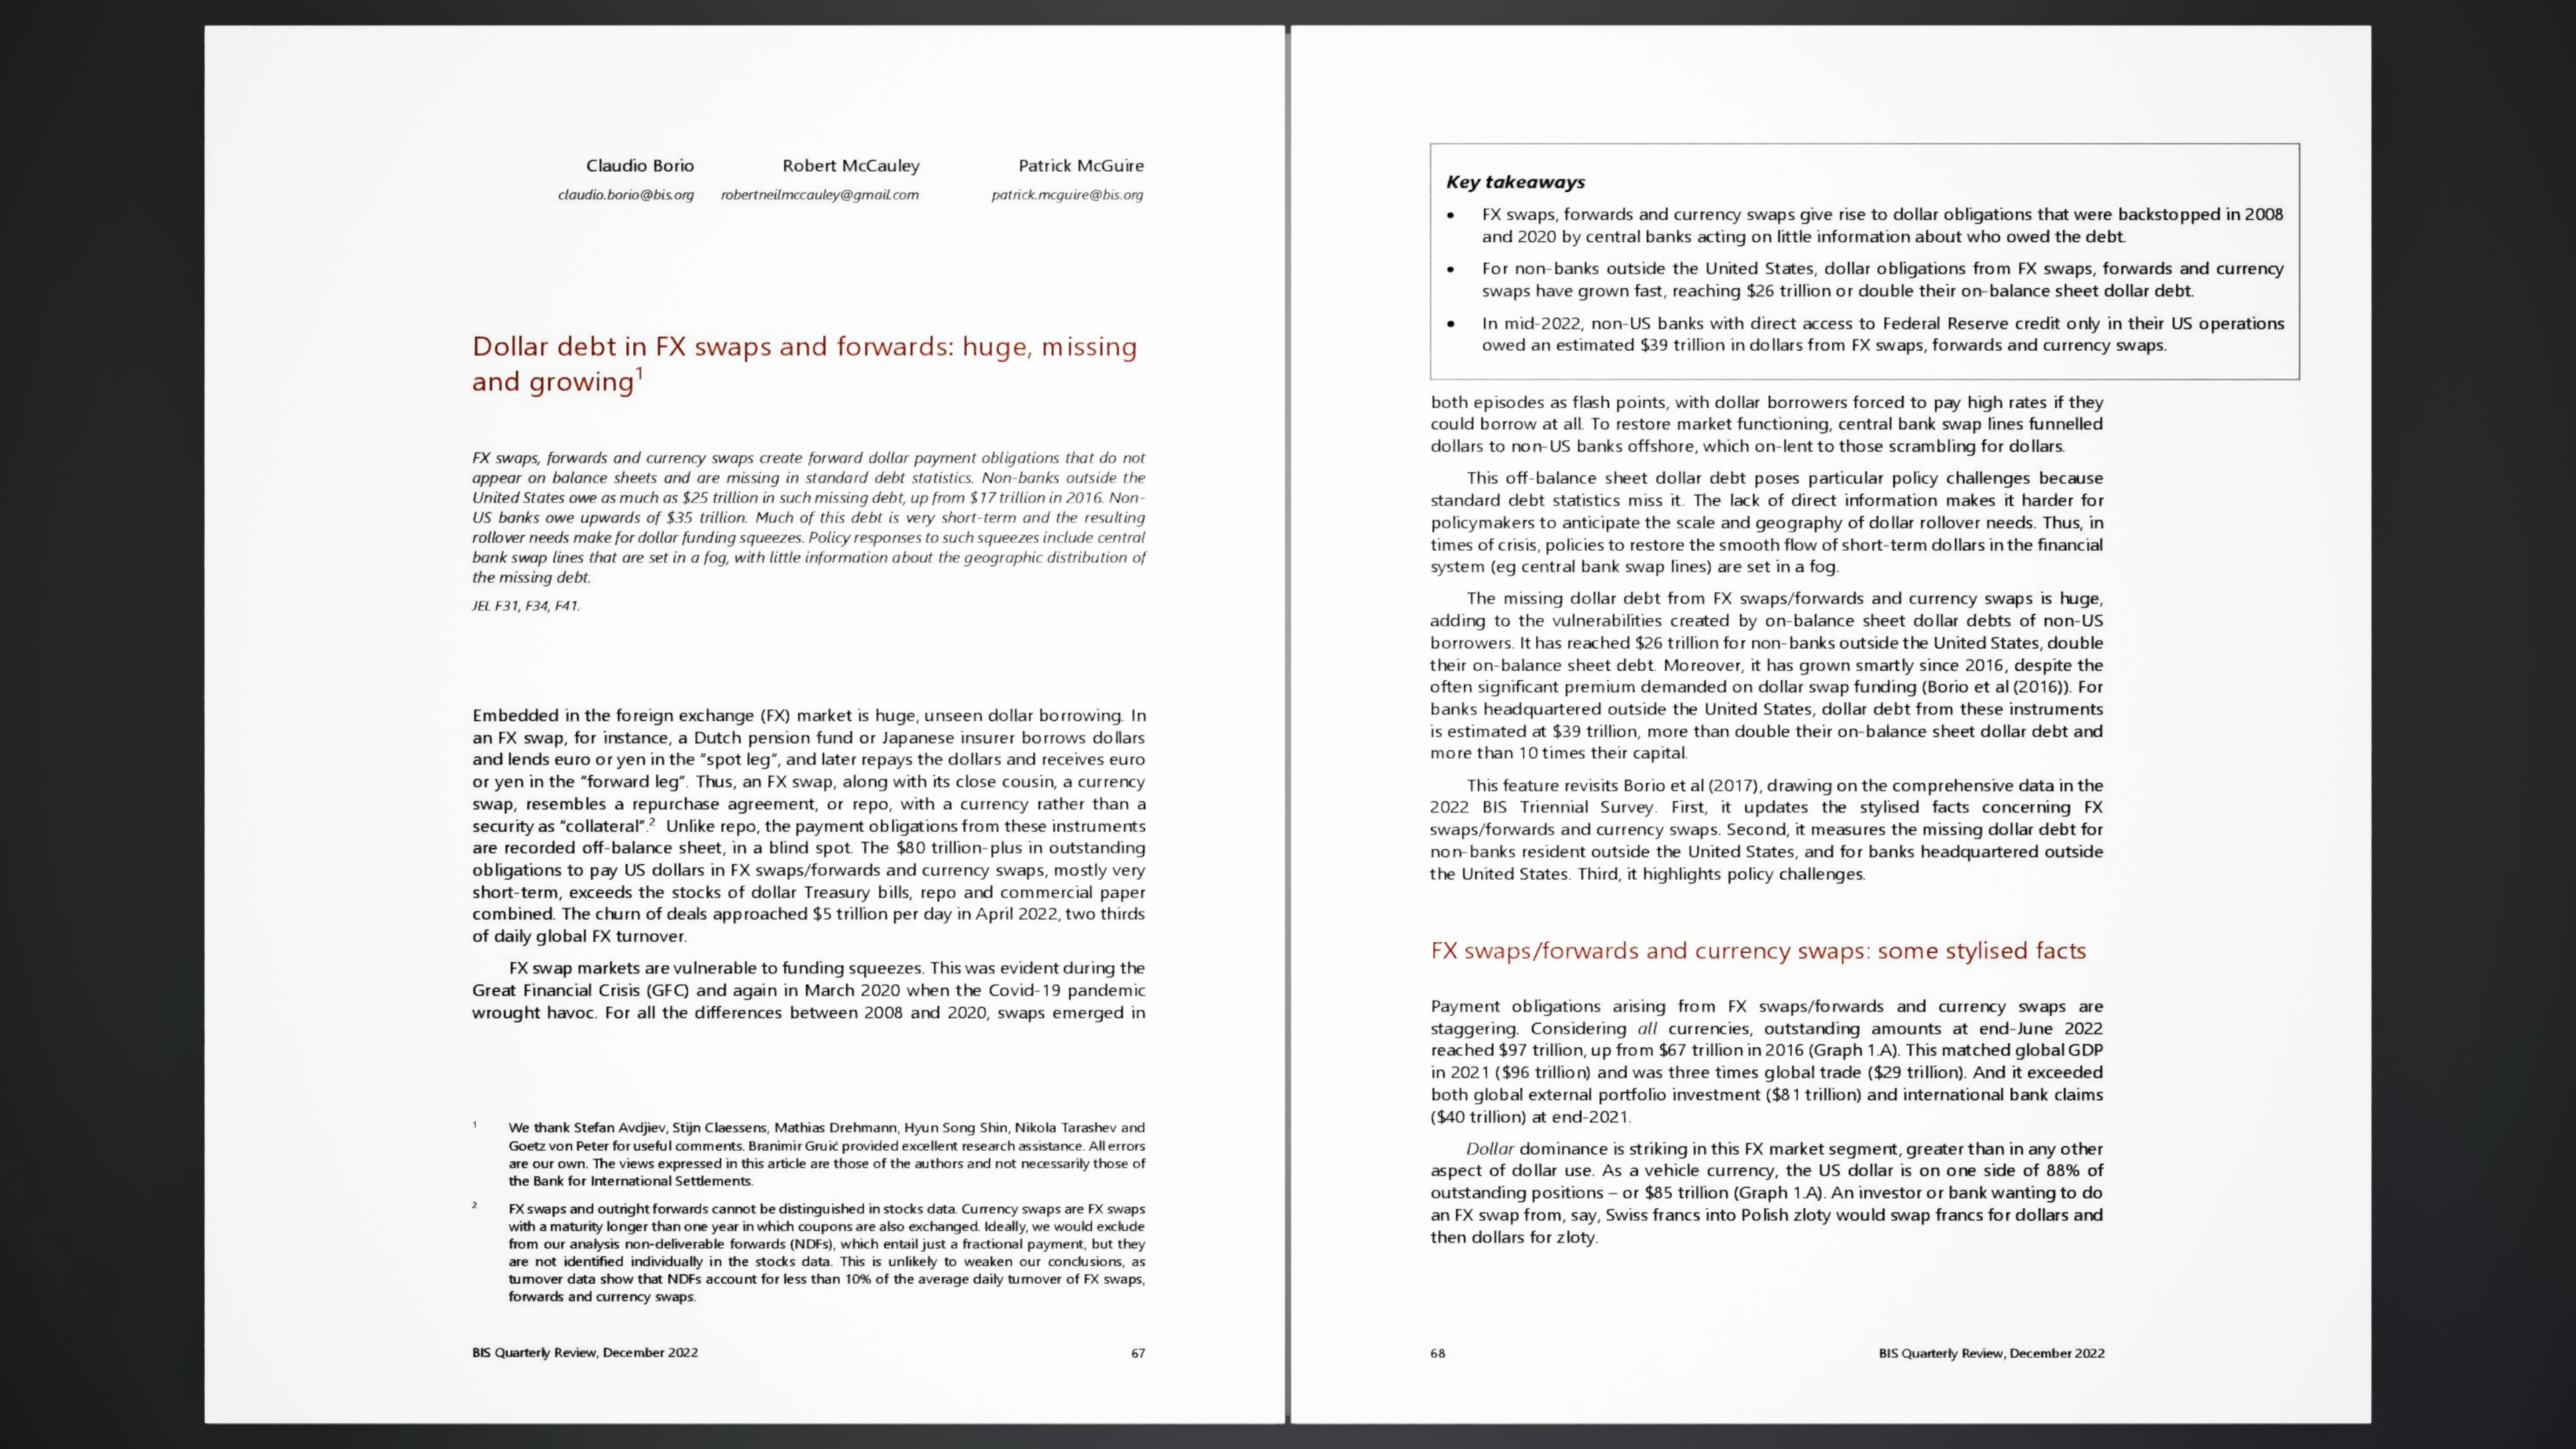 Claudio Borio Robert McCauley Patrick McGuire
claudio.borio@bis.org robertneilmccauley@gmail.com patrick.mcguire@bis.org
Dollar debt in FX swaps and forwards: huge, missing
and growing1
FX swaps, forwards and currency swaps create forward dollar payment obligations that do not
appear on balance sheets and are missing in standard debt statistics. Non-banks outside the
United States owe as much as $25 trillion in such missing debt, up from $17 trillion in 2016. Non-
US banks owe upwards of $35 trillion. Much of this debt is very short-term and the resulting
rollover needs make for dollar funding squeezes. Policy responses to such squeezes include central
bank swap lines that are set in a fog, with little information about the geographic distribution of
the missing debt.
JEL F31, F34, F41.
Embedded in the foreign exchange (FX) market is huge, unseen dollar borrowing. In
an FX swap, for instance, a Dutch pension fund or Japanese insurer borrows dollars
and lends euro or yen in the "spot leg", and later repays the dollars and receives euro
or yen in the "forward leg". Thus, an FX swap, along with its close cousin, a currency
swap, resembles a repurchase agreement, or repo, with a currency rather than a
security as "collateral".2 Unlike repo, the payment obligations from these instruments
are recorded off-balance sheet, in a blind spot. The $80 trillion-plus in outstanding
obligations to pay US dollars in FX swaps/forwards and currency swaps, mostly very
short-term, exceeds the stocks of dollar Treasury bills, repo and commercial paper
combined. The churn of deals approached $5 trillion per day in April 2022, two thirds
of daily global FX turnover.
FX swap markets are vulnerable to funding squeezes. This was evident during the
Great Financial Crisis (GFC) and again in March 2020 when the Covid-19 pandemic
wrought havoc. For all the differences between 2008 and 2020, swaps emerged in
1 We thank Stefan Avdjiev, Stijn Claessens, Mathias Drehmann, Hyun Song Shin, Nikola Tarashev and
Goetz von Peter for useful comments. Branimir Gruić provided excellent research assistance. All errors
are our own. The views expressed in this article are those of the authors and not necessarily those of
the Bank for International Settlements.
2 FX swaps and outright forwards cannot be distinguished in stocks data. Currency swaps are FX swaps
with a maturity longer than one year in which coupons are also exchanged. Ideally, we would exclude
from our analysis non-deliverable forwards (NDFs), which entail just a fractional payment, but they
are not identified individually in the stocks data. This is unlikely to weaken our conclusions, as
turnover data show that NDFs account for less than 10% of the average daily turnover of FX swaps,
forwards and currency swaps.
BIS Quarterly Review, December 2022 67
Key takeaways
• FX swaps, forwards and currency swaps give rise to dollar obligations that were backstopped in 2008
and 2020 by central banks acting on little information about who owed the debt.
• For non-banks outside the United States, dollar obligations from FX swaps, forwards and currency
swaps have grown fast, reaching $26 trillion or double their on-balance sheet dollar debt.
• In mid-2022, non-US banks with direct access to Federal Reserve credit only in their US operations
owed an estimated $39 trillion in dollars from FX swaps, forwards and currency swaps.
both episodes as flash points, with dollar borrowers forced to pay high rates if they
could borrow at all. To restore market functioning, central bank swap lines funnelled
dollars to non-US banks offshore, which on-lent to those scrambling for dollars.
This off-balance sheet dollar debt poses particular policy challenges because
standard debt statistics miss it. The lack of direct information makes it harder for
policymakers to anticipate the scale and geography of dollar rollover needs. Thus, in
times of crisis, policies to restore the smooth flow of short-term dollars in the financial
system (eg central bank swap lines) are set in a fog.
The missing dollar debt from FX swaps/forwards and currency swaps is huge,
adding to the vulnerabilities created by on-balance sheet dollar debts of non-US
borrowers. It has reached $26 trillion for non-banks outside the United States, double
their on-balance sheet debt. Moreover, it has grown smartly since 2016, despite the
often significant premium demanded on dollar swap funding (Borio et al (2016)). For
banks headquartered outside the United States, dollar debt from these instruments
is estimated at $39 trillion, more than double their on-balance sheet dollar debt and
more than 10 times their capital.
This feature revisits Borio et al (2017), drawing on the comprehensive data in the
2022 BIS Triennial Survey. First, it updates the stylised facts concerning FX
swaps/forwards and currency swaps. Second, it measures the missing dollar debt for
non-banks resident outside the United States, and for banks headquartered outside
the United States. Third, it highlights policy challenges.
FX swaps/forwards and currency swaps: some stylised facts
Payment obligations arising from FX swaps/forwards and currency swaps are
staggering. Considering all currencies, outstanding amounts at end-June 2022
reached $97 trillion, up from $67 trillion in 2016 (Graph 1.A). This matched global GDP
in 2021 ($96 trillion) and was three times global trade ($29 trillion). And it exceeded
both global external portfolio investment ($81 trillion) and international bank claims
($40 trillion) at end-2021.
Dollar dominance is striking in this FX market segment, greater than in any other
aspect of dollar use. As a vehicle currency, the US dollar is on one side of 88% of
outstanding positions – or $85 trillion (Graph 1.A). An investor or bank wanting to do
an FX swap from, say, Swiss francs into Polish zloty would swap francs for dollars and
then dollars for zloty.
68 BIS Quarterly Review, December 2022